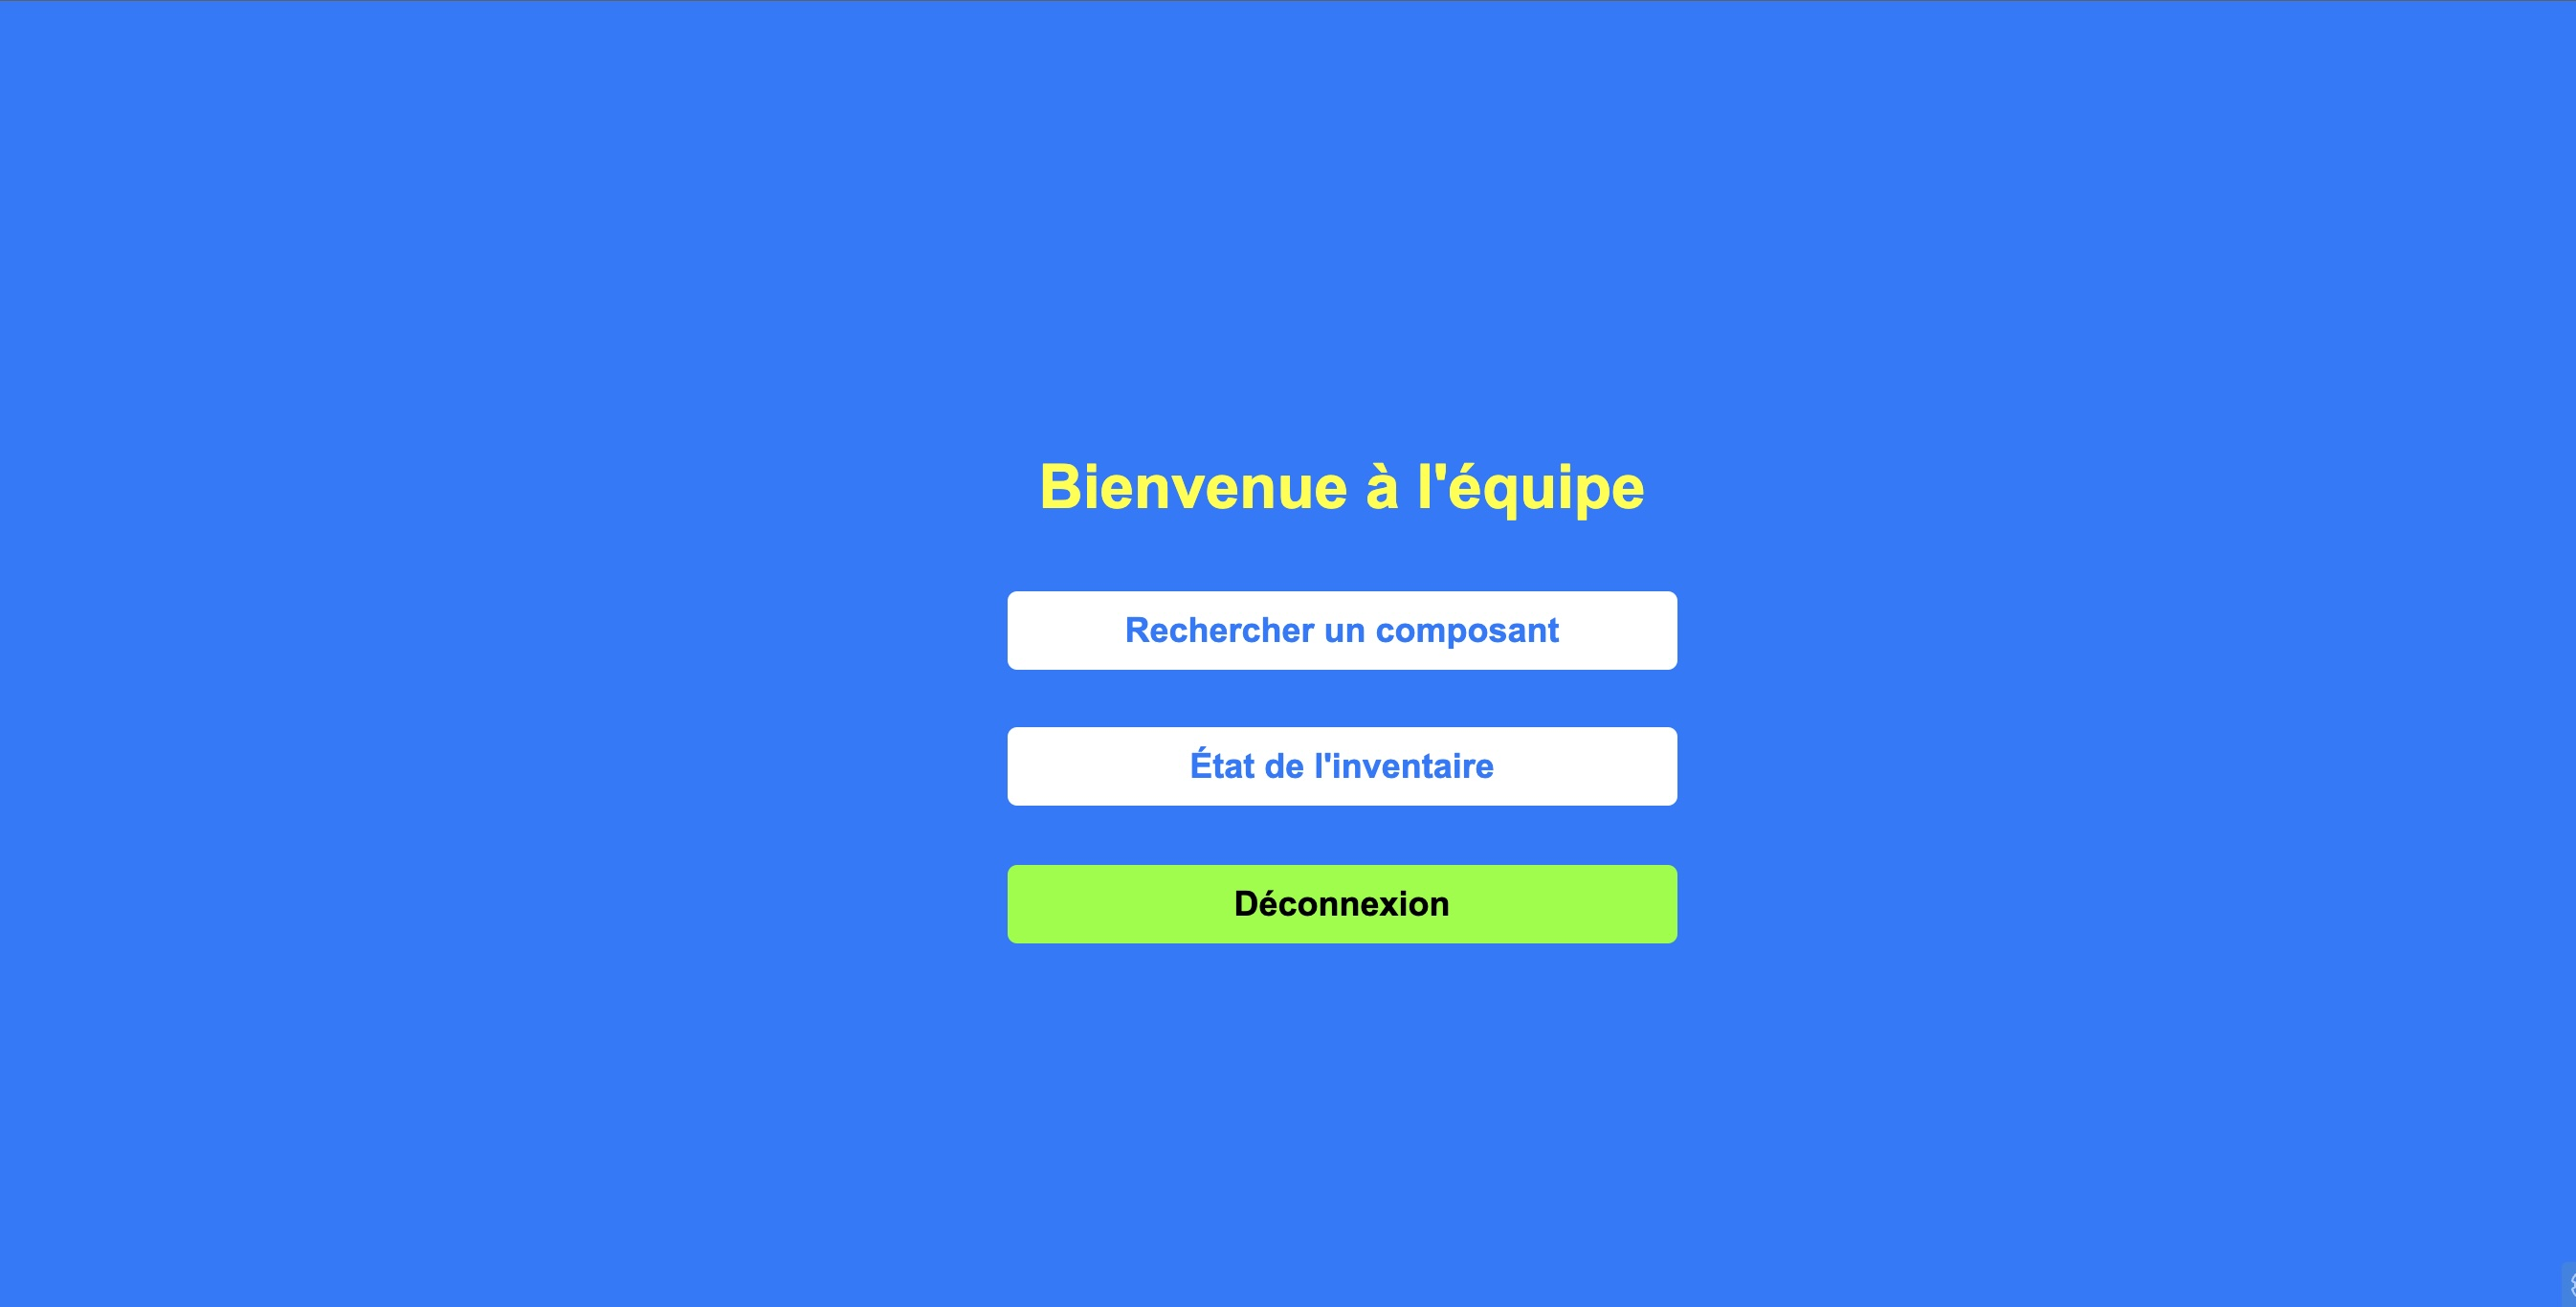 Bienvenue à l'équipe
Rechercher un composant
État de l'inventaire
Déconnexion